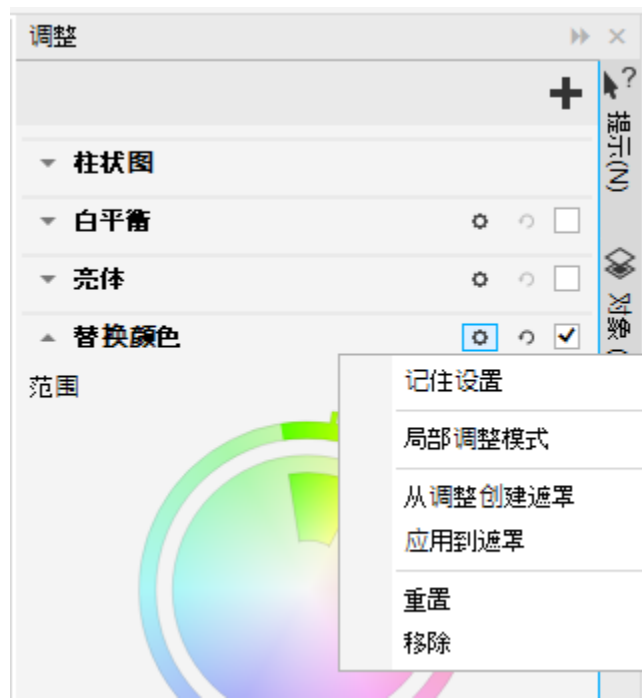 调整
柱状图
白平衡
亮体
替换颜色
范围
记住设置
局部调整模式
从调整创建遮罩
应用到遮罩
重置
移除
?
提示(N)
对象(